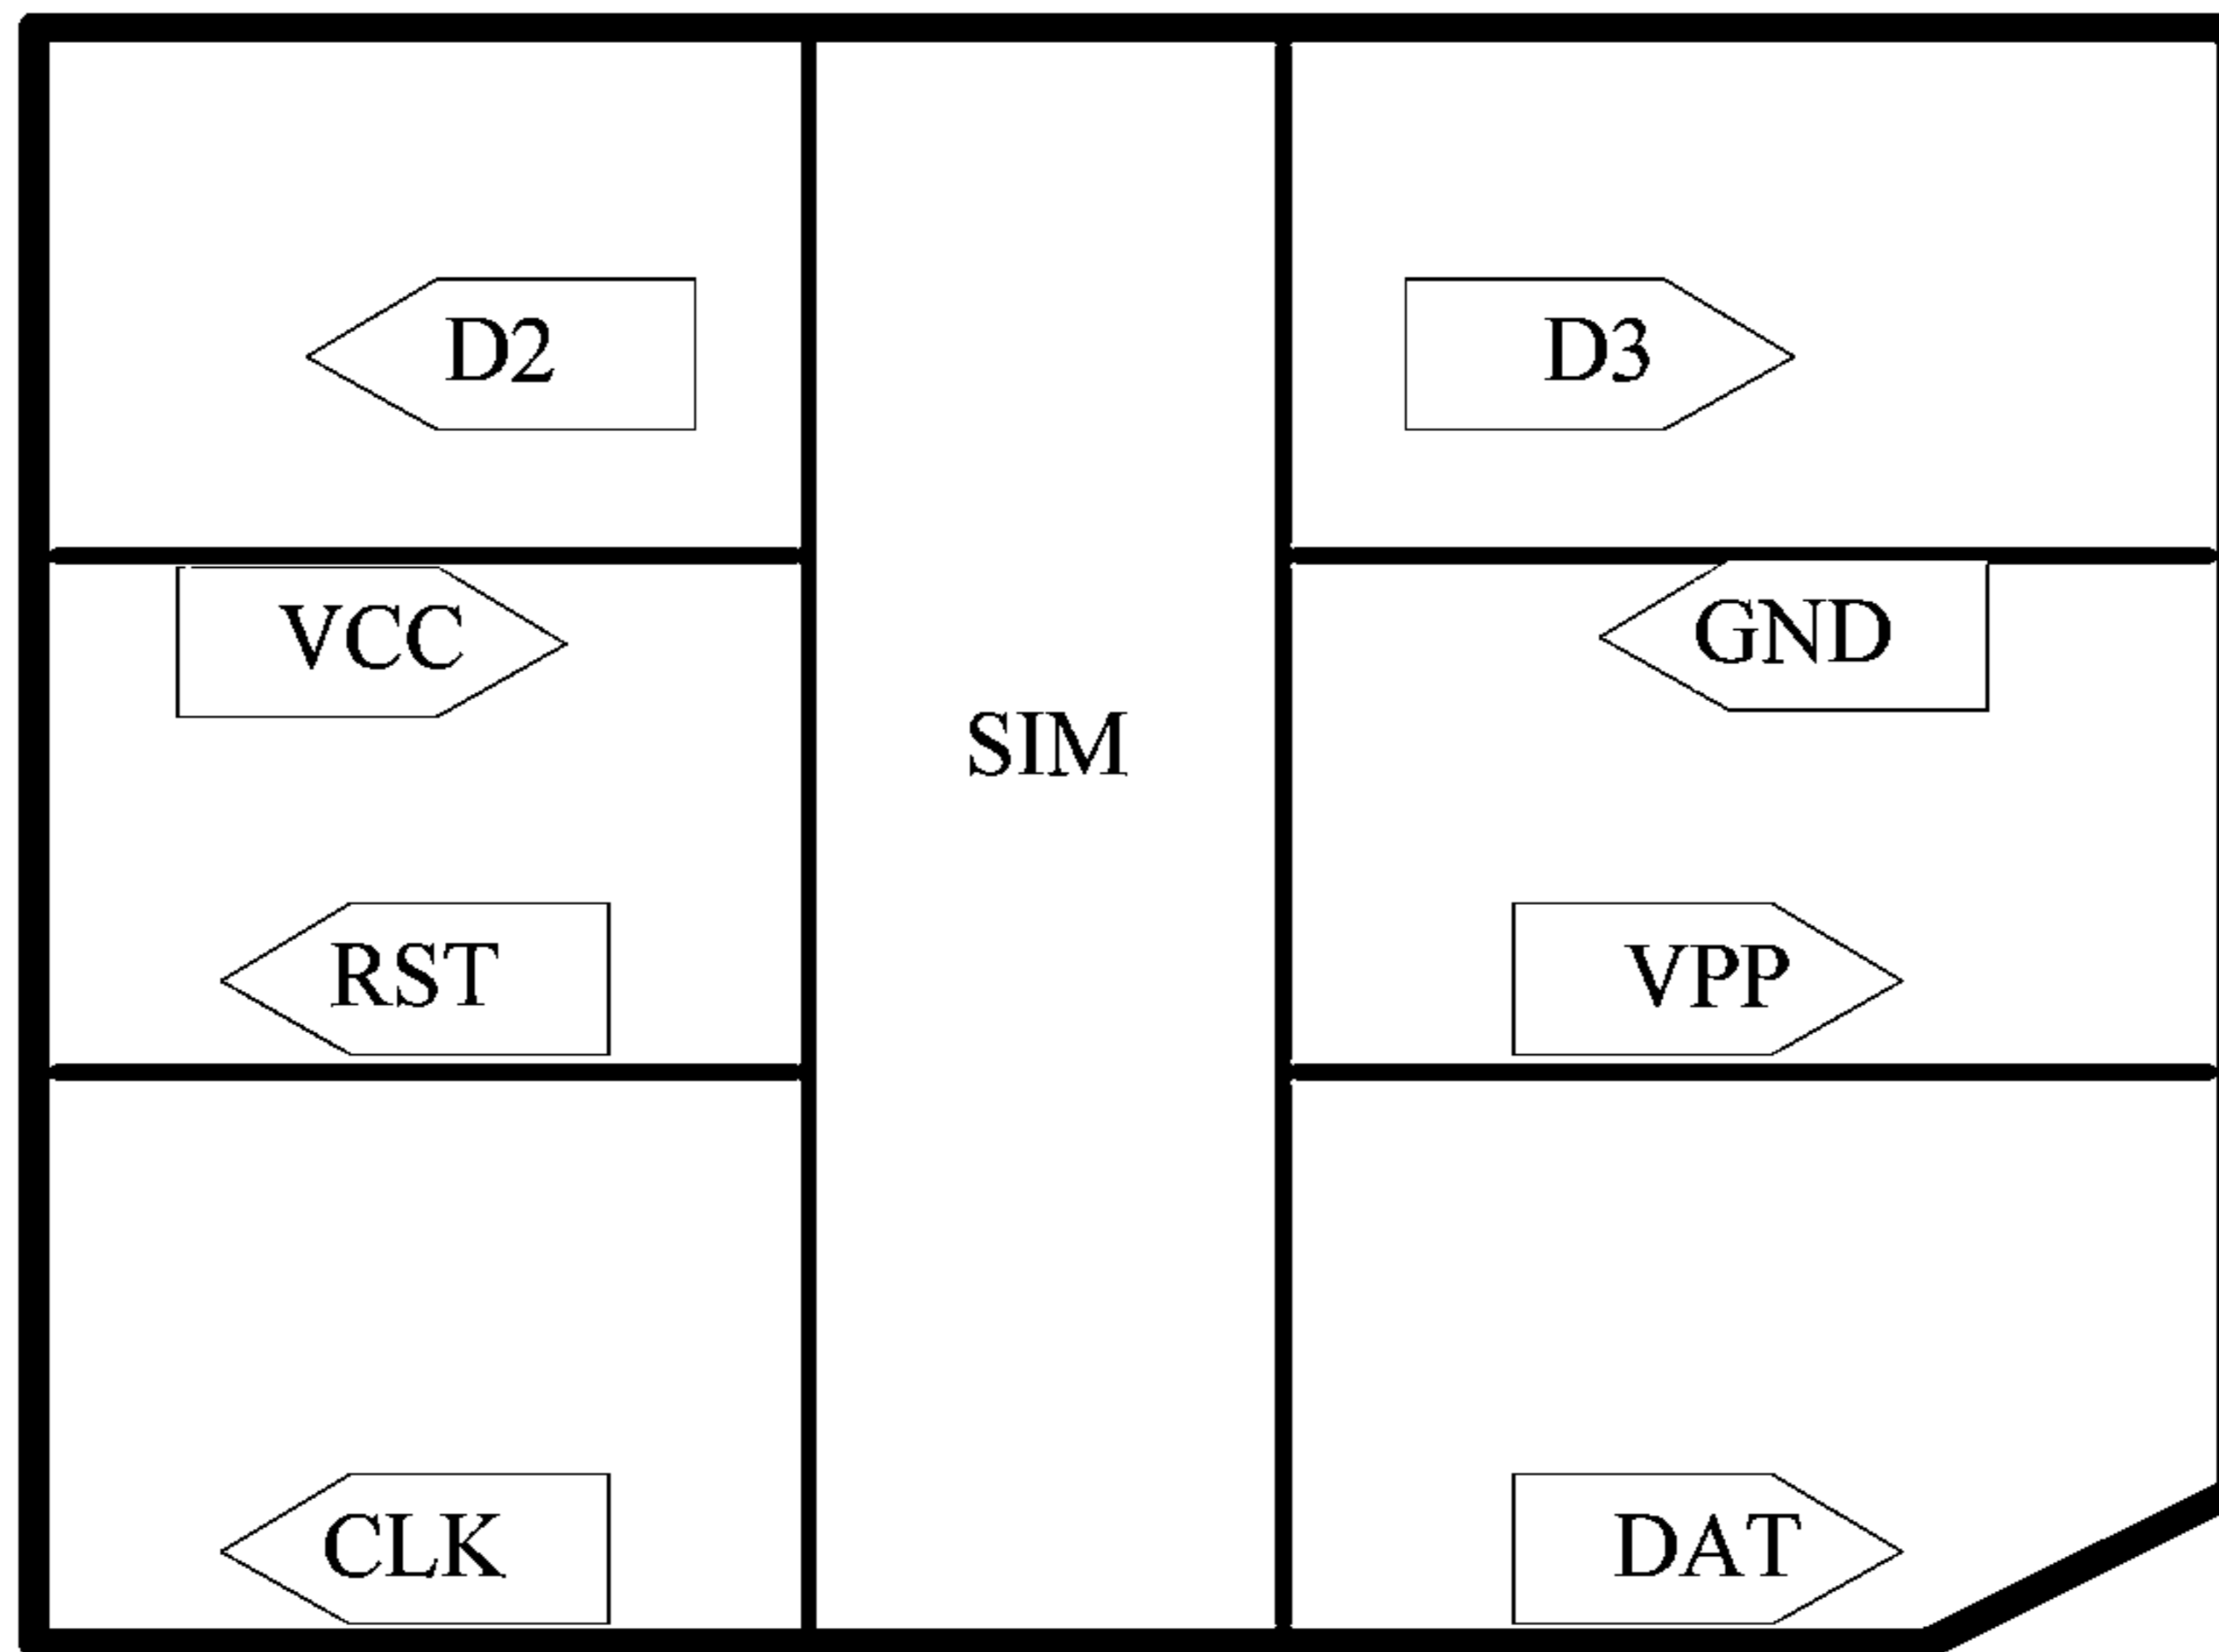 D2
D3
VCC
GND
SIM
RST
VPP
CLK
DAT